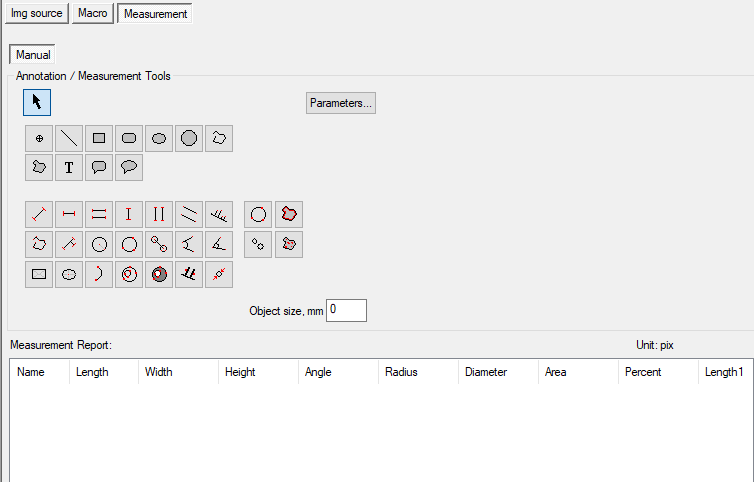 Img source Macro Measurement
Manual
Annotation / Measurement Tools
Parameters...
T
Object size, mm 0
Measurement Report: Unit: pix
Name Length Width Height Angle Radius Diameter Area Percent Length1